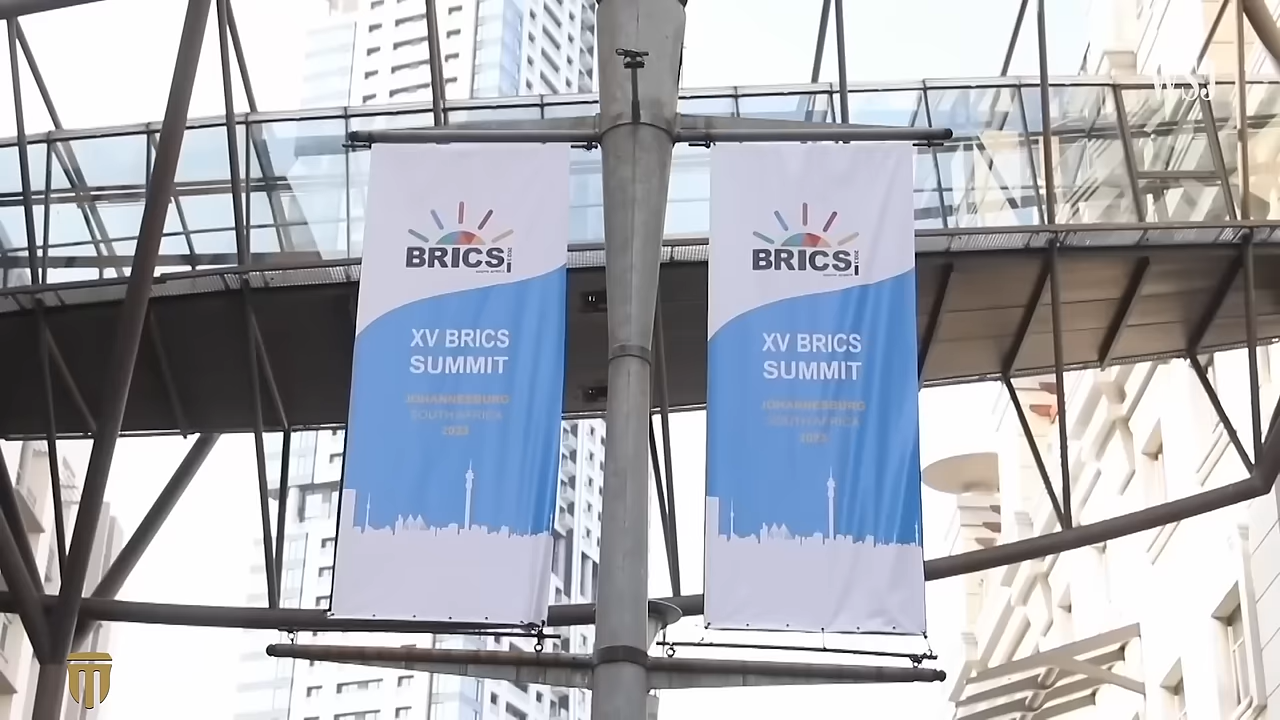 WSJ
BRICS
XV BRICS
SUMMIT
JOHANNESBURG
SOUTH AFRICA
2023
BRICS
XV BRICS
SUMMIT
JOHANNESBURG
SOUTH AFRICA
2023